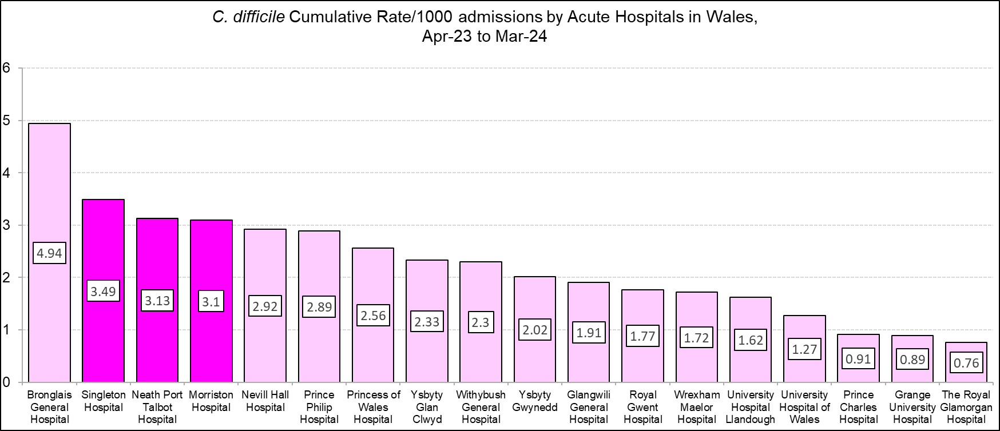 C. difficile Cumulative Rate/1000 admissions by Acute Hospitals in Wales,
Apr-23 to Mar-24
6
5
4
3
2
1
0
4.94
3.49
3.13
3.1
2.92
2.89
2.56
2.33
2.3
2.02
1.91
1.77
1.72
1.62
1.27
0.91
0.89
0.76
Bronglais
General
Hospital
Singleton
Hospital
Neath Port
Talbot
Hospital
Morriston
Hospital
Nevill Hall
Hospital
Prince
Philip
Hospital
Princess of
Wales
Hospital
Ysbyty
Glan
Clwyd
Withybush
General
Hospital
Ysbyty
Gwynedd
Glangwili
General
Hospital
Royal
Gwent
Hospital
Wrexham
Maelor
Hospital
University
Hospital
Llandough
University
Hospital of
Wales
Prince
Charles
Hospital
Grange
University
Hospital
The Royal
Glamorgan
Hospital